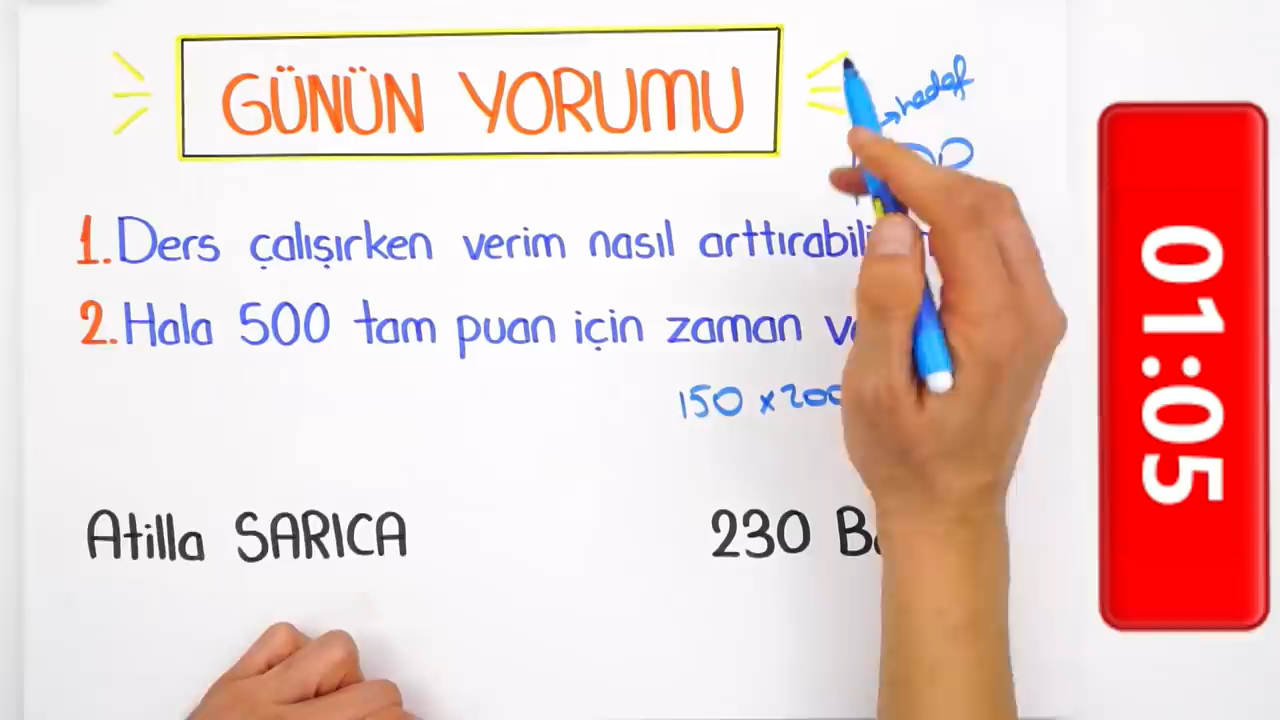 GÜNÜN YORUMU
→hedef
1. Ders çalışırken verim nasıl
2. Hala 500 tam puan için zaman
150 x 200
Atilla SARICA
230
01:05